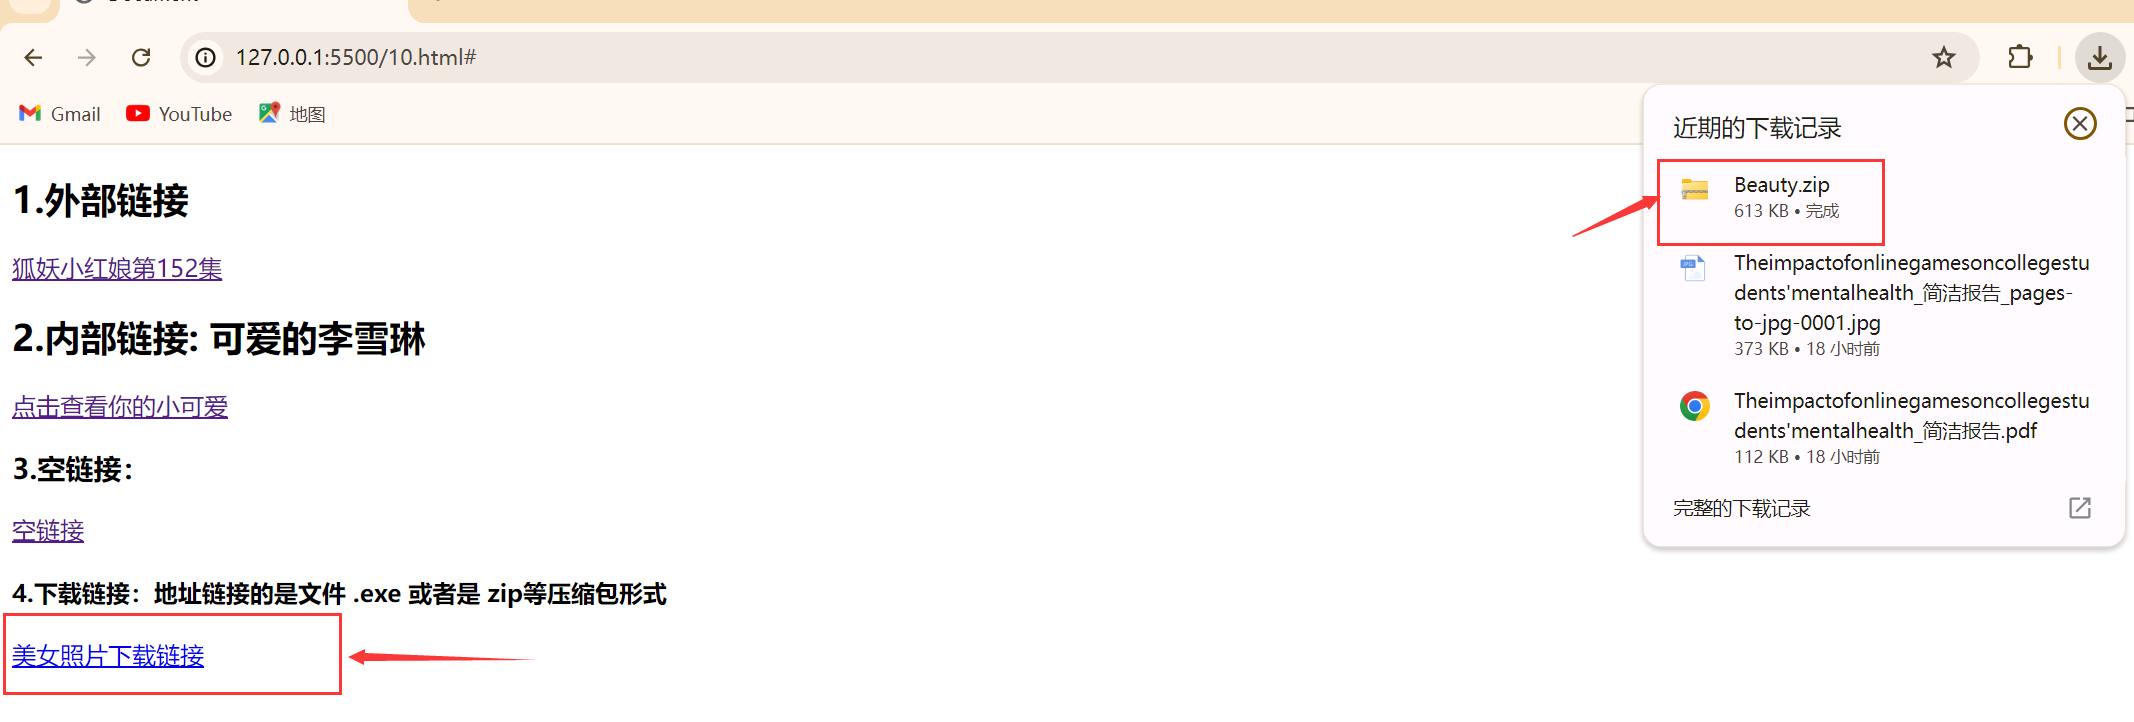 127.0.0.1:5500/10.html#
Gmail
YouTube
地图
1.外部链接
狐妖小红娘第152集
2.内部链接: 可爱的李雪琳
点击查看你的小可爱
3.空链接：
空链接
4.下载链接：地址链接的是文件 .exe 或者是 zip等压缩包形式
美女照片下载链接
近期的下载记录
Beauty.zip
613 KB • 完成
Theimpactofonlinegamesoncollegestu
dents'mentalhealth_简洁报告_pages-
to-jpg-0001.jpg
373 KB • 18 小时前
Theimpactofonlinegamesoncollegestu
dents'mentalhealth_简洁报告.pdf
112 KB • 18 小时前
完整的下载记录